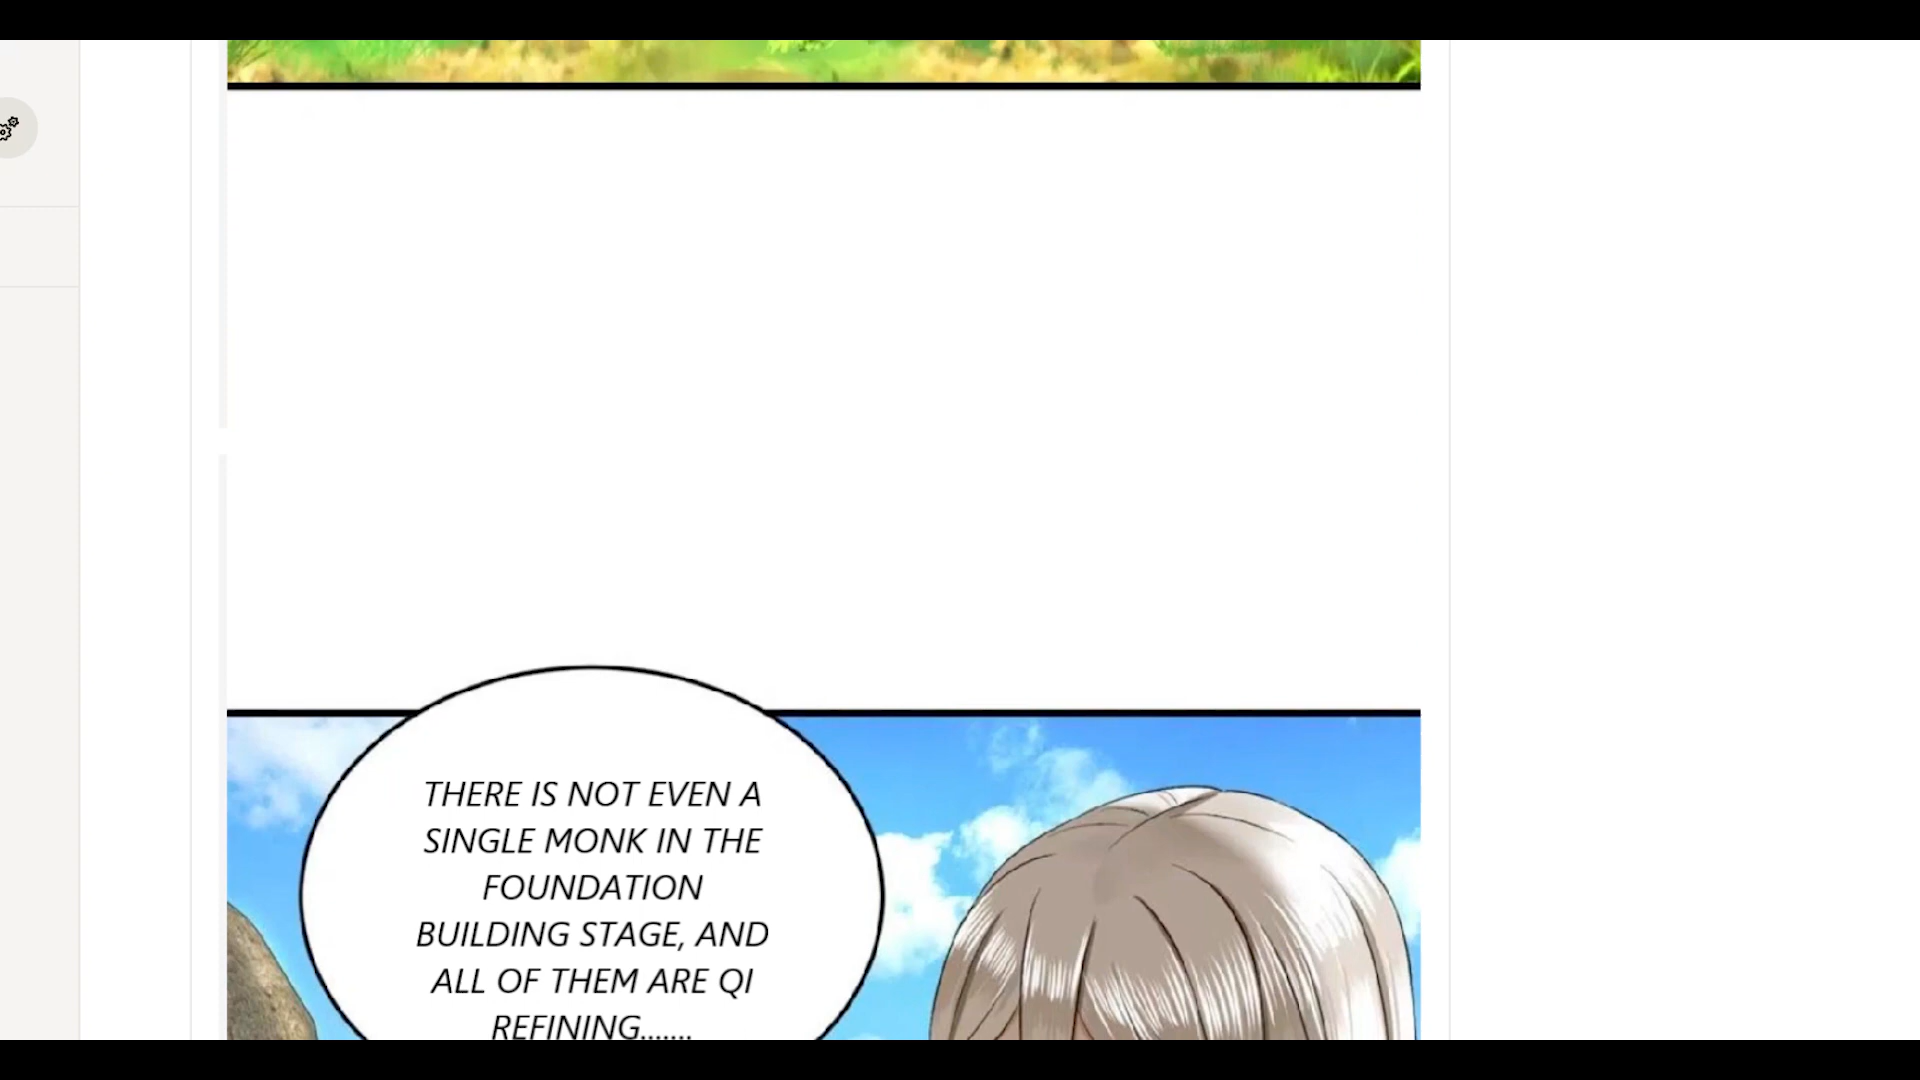 THERE IS NOT EVEN A
SINGLE MONK IN THE
FOUNDATION
BUILDING STAGE, AND
ALL OF THEM ARE QI
REFINING.......